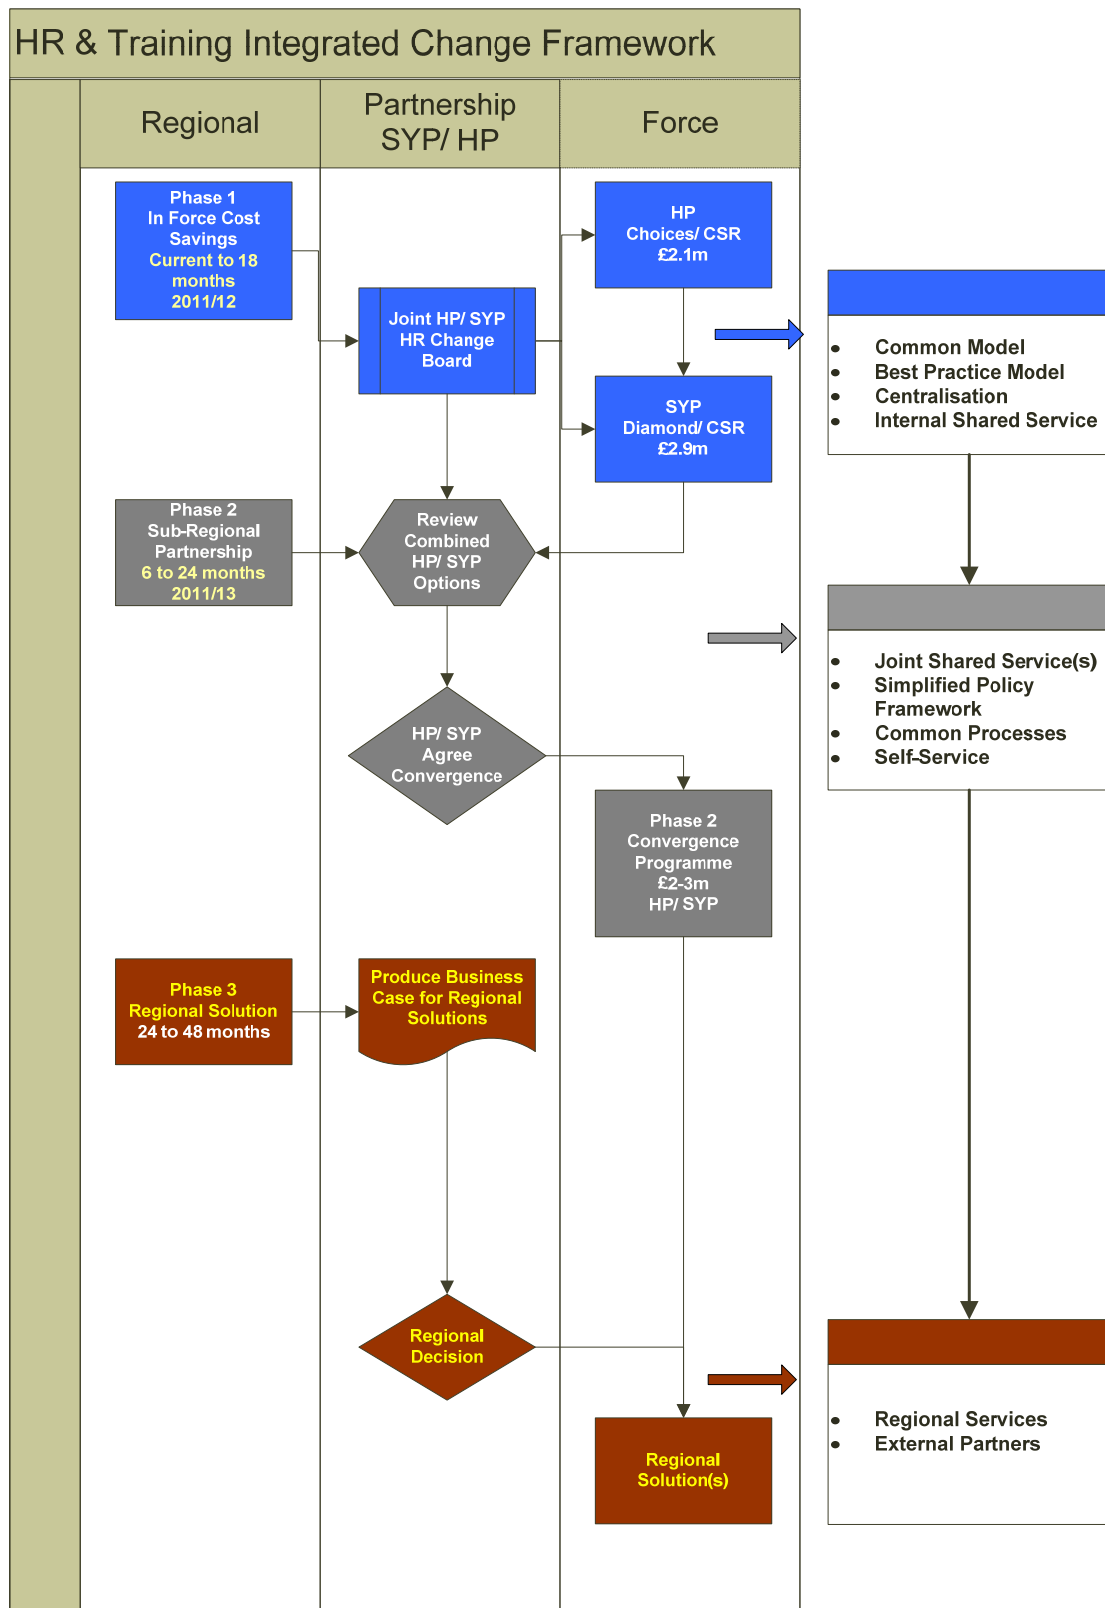 HR & Training Integrated Change Framework
Regional
Partnership
SYP/ HP
Force
Phase 1
In Force Cost
Savings
Current to 18
months
2011/12
Joint HP/ SYP
HR Change
Board
HP
Choices/ CSR
£2.1m
SYP
Diamond/ CSR
£2.9m
• Common Model
• Best Practice Model
• Centralisation
• Internal Shared Service
Phase 2
Sub-Regional
Partnership
6 to 24 months
2011/13
Review
Combined
HP/ SYP
Options
HP/ SYP
Agree
Convergence
Phase 2
Convergence
Programme
£2-3m
HP/ SYP
• Joint Shared Service(s)
• Simplified Policy
Framework
• Common Processes
• Self-Service
Phase 3
Regional Solution
24 to 48 months
Produce Business
Case for Regional
Solutions
Regional
Decision
Regional
Solution(s)
• Regional Services
• External Partners